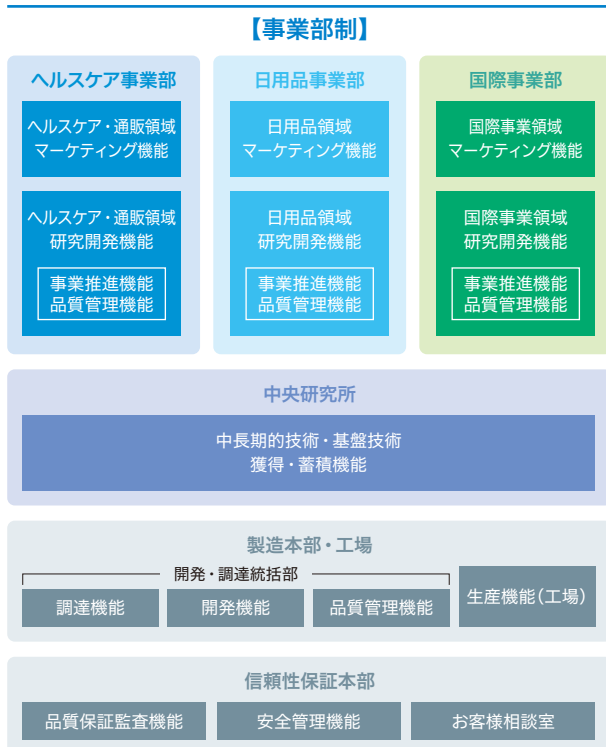 【事業部制】
ヘルスケア事業部
ヘルスケア・通販領域
マーケティング機能
ヘルスケア・通販領域
研究開発機能
事業推進機能
品質管理機能
日用品事業部
日用品領域
マーケティング機能
日用品領域
研究開発機能
事業推進機能
品質管理機能
国際事業部
国際事業領域
マーケティング機能
国際事業領域
研究開発機能
事業推進機能
品質管理機能
中央研究所
中長期的技術・基盤技術
獲得・蓄積機能
製造本部・工場
開発・調達統括部
調達機能
開発機能
品質管理機能
生産機能（工場）
信頼性保証本部
品質保証監査機能
安全管理機能
お客様相談室